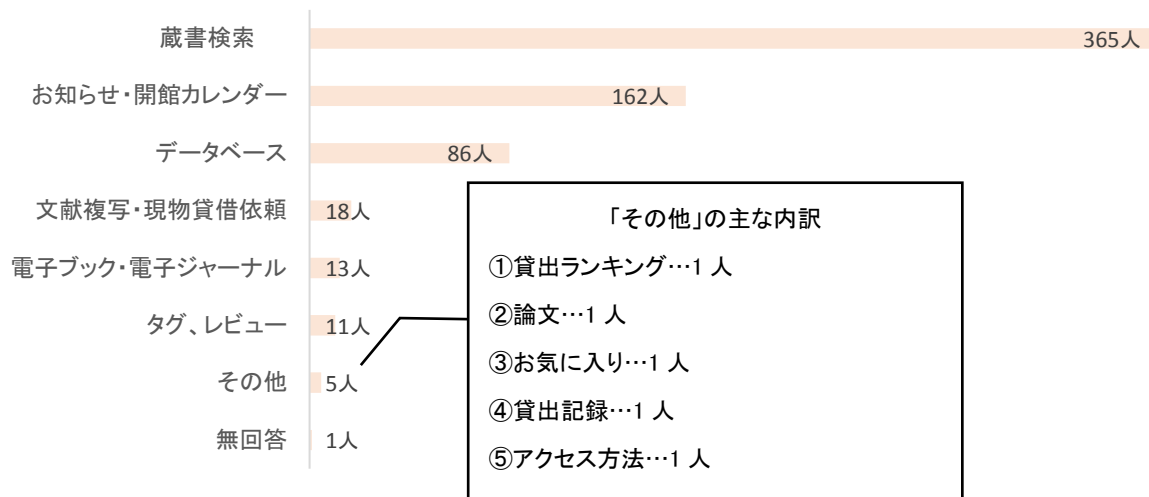 蔵書検索
365人
お知らせ・開館カレンダー
162人
データベース
86人
文献複写・現物貸借依頼
18人
電子ブック・電子ジャーナル
13人
タグ、レビュー
11人
その他
5人
無回答
1人
「その他」の主な内訳
①貸出ランキング…1 人
②論文…1 人
③お気に入り…1 人
④貸出記録…1 人
⑤アクセス方法…1 人